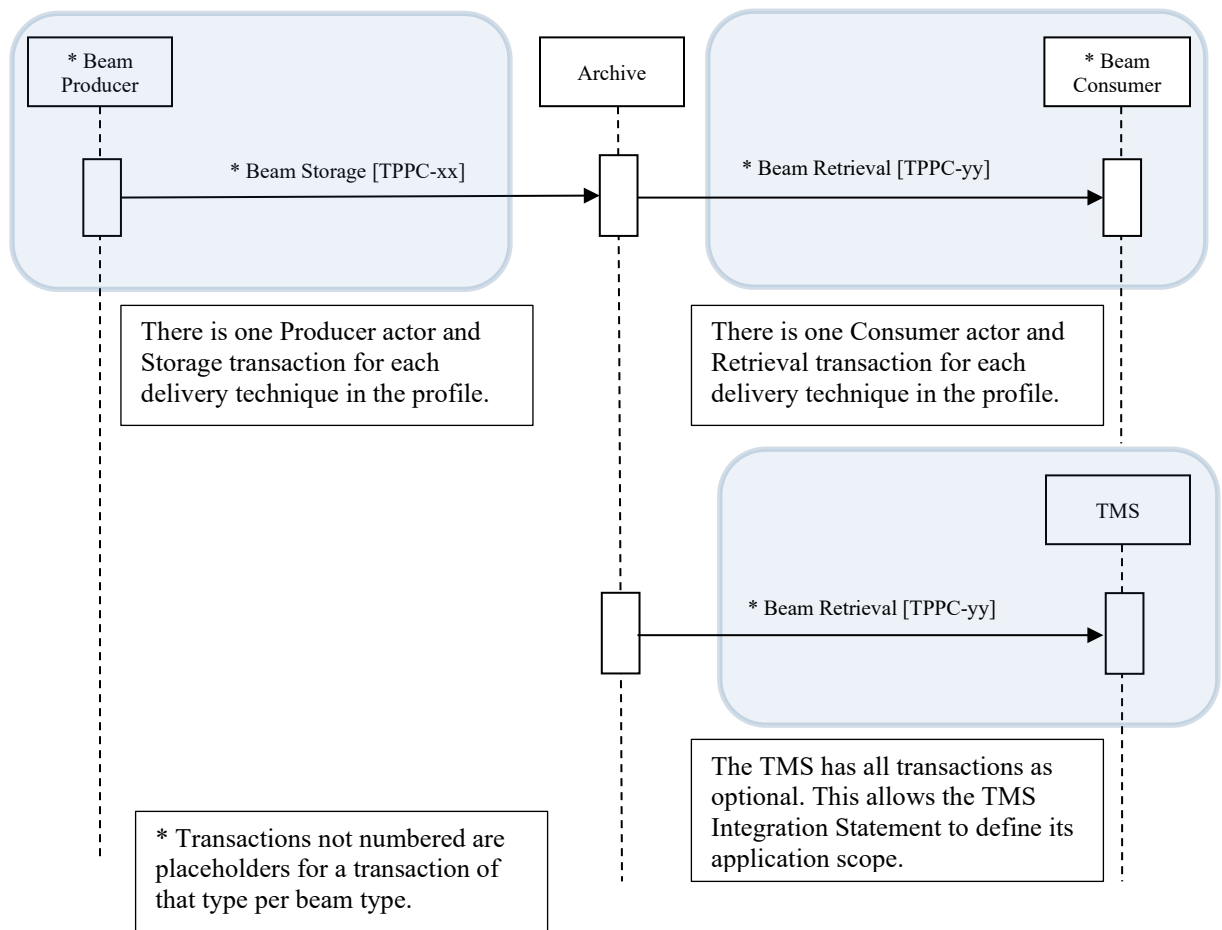 * Beam
Producer
Archive
* Beam
Consumer
* Beam Storage [TPPC-xx]
* Beam Retrieval [TPPC-yy]
There is one Producer actor and
Storage transaction for each
delivery technique in the profile.
There is one Consumer actor and
Retrieval transaction for each
delivery technique in the profile.
TMS
* Beam Retrieval [TPPC-yy]
The TMS has all transactions as
optional. This allows the TMS
Integration Statement to define its
application scope.
* Transactions not numbered are
placeholders for a transaction of
that type per beam type.